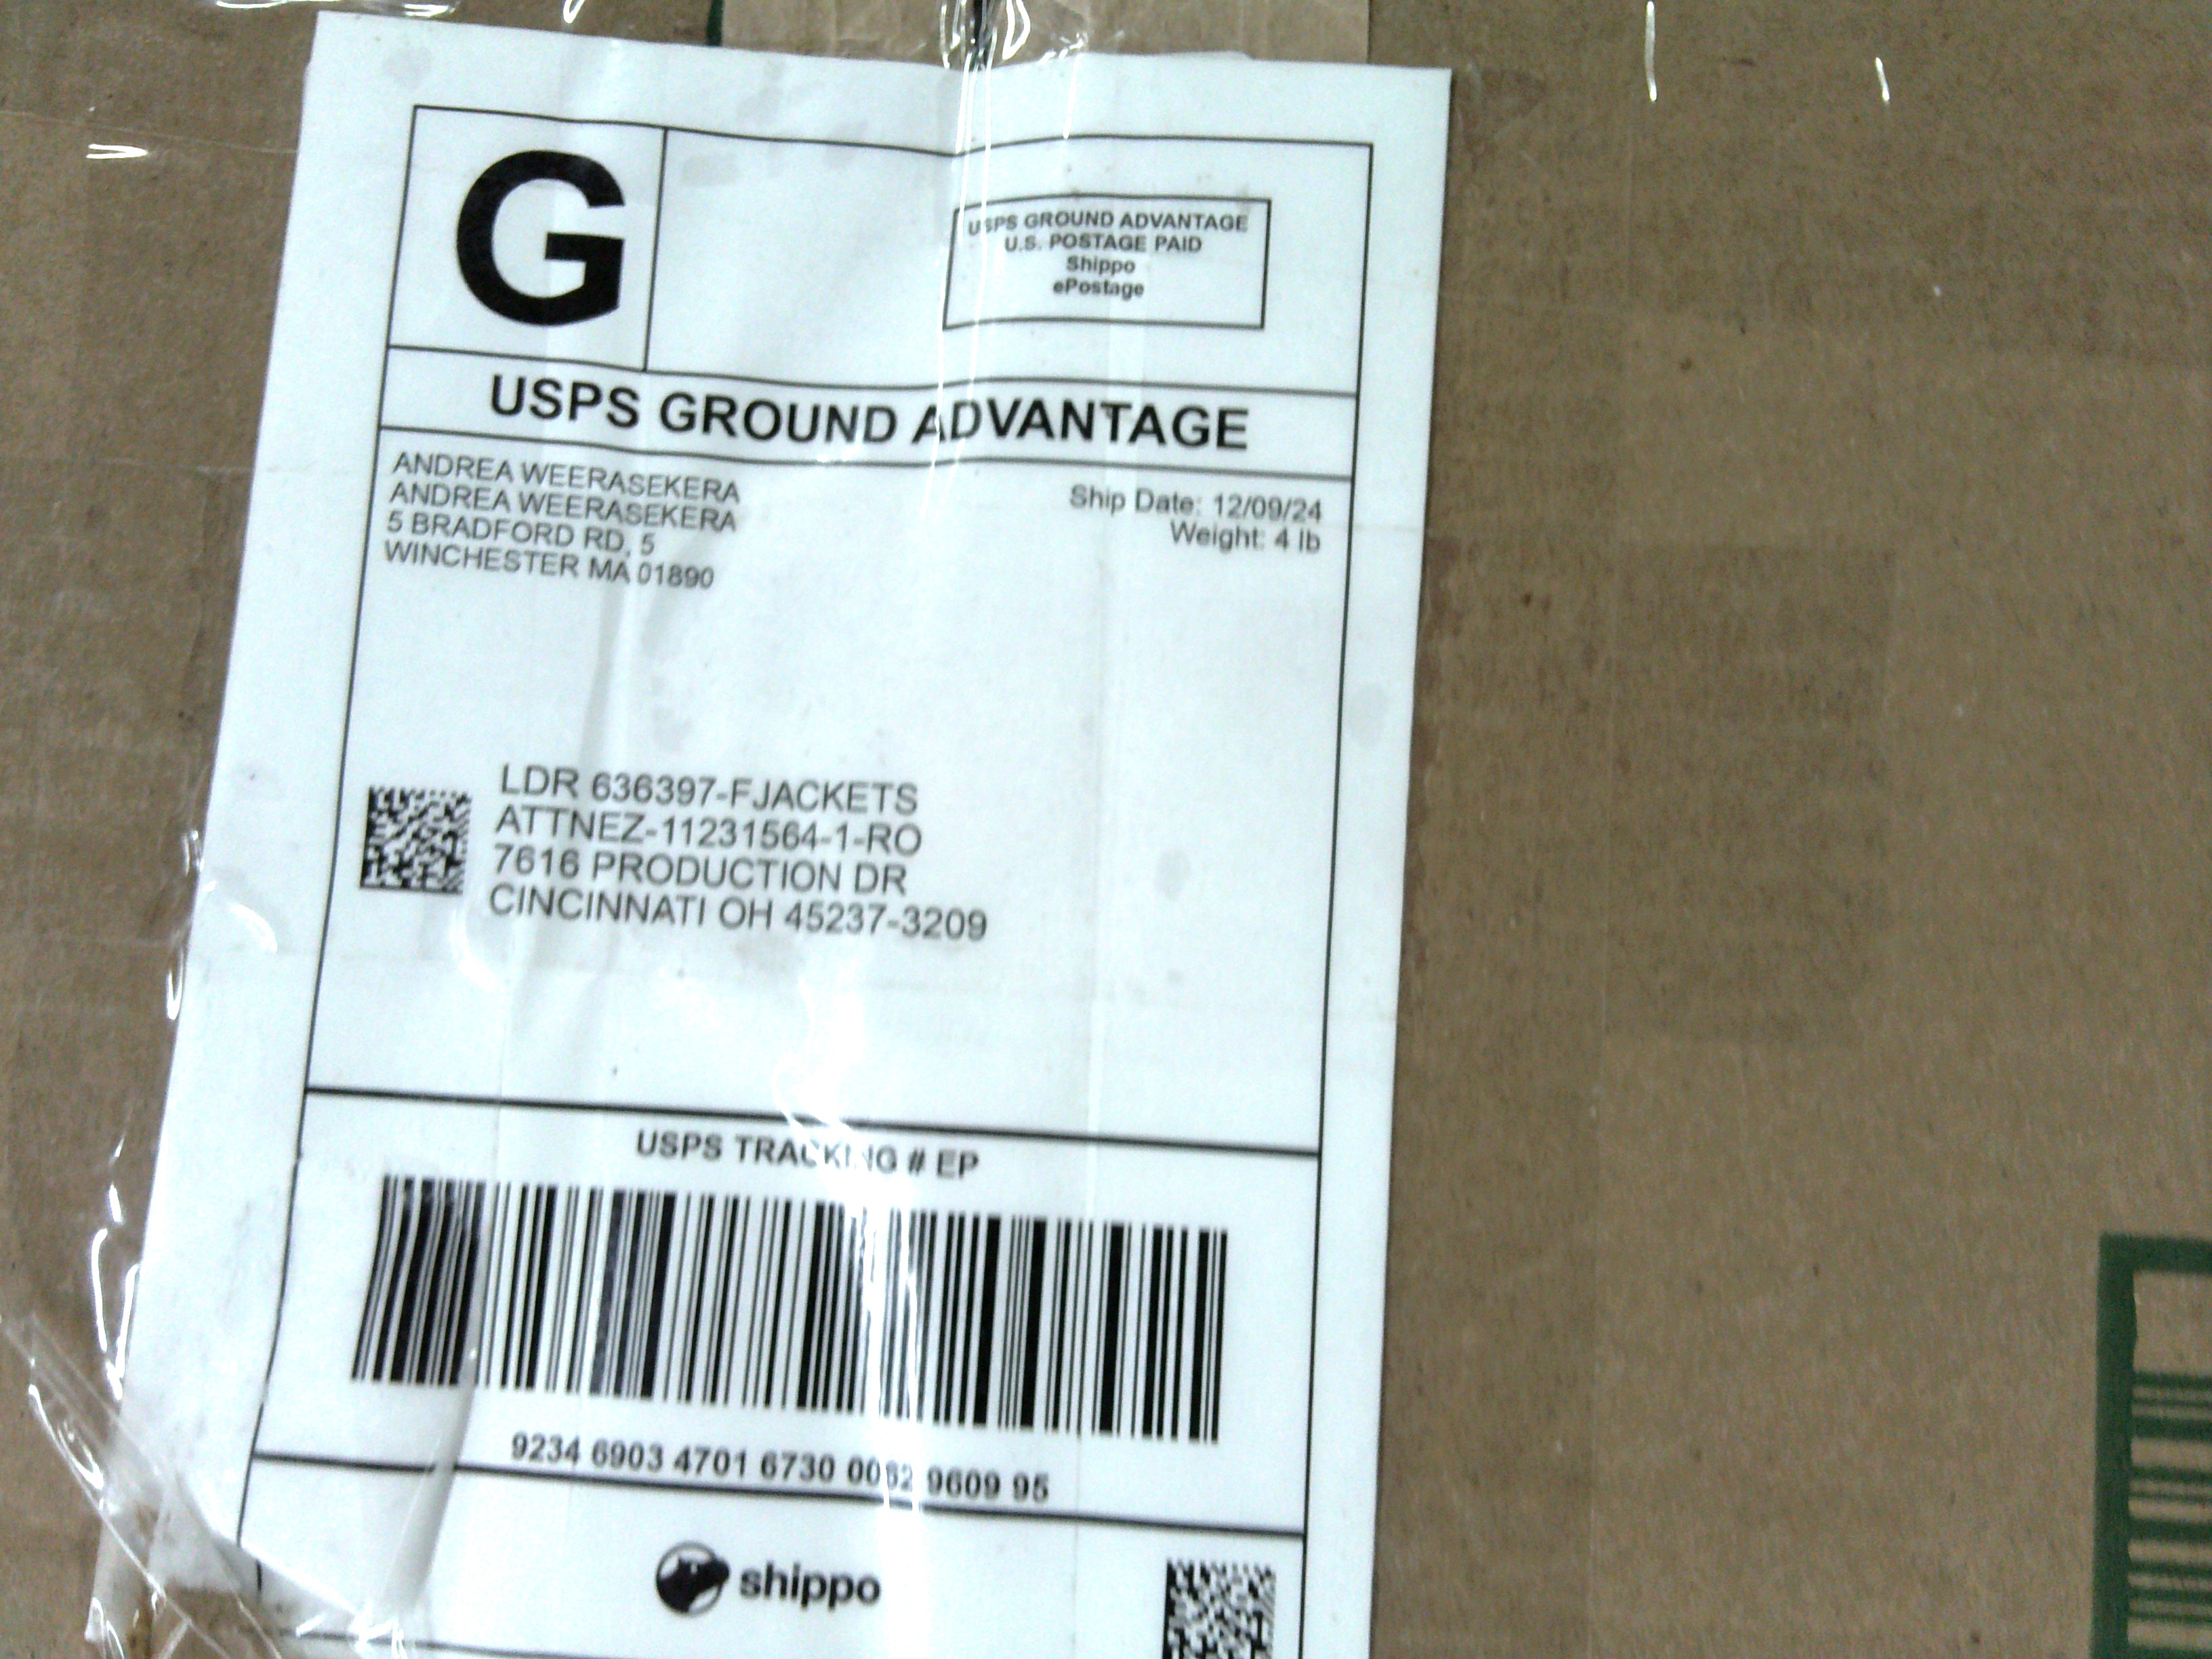 G
USPS GROUND ADVANTAGE
U.S. POSTAGE PAID
Shippo
ePostage
USPS GROUND ADVANTAGE
ANDREA WEERASEKERA
ANDREA WEERASEKERA
5 BRADFORD RD, 5
WINCHESTER MA 01890
Ship Date: 12/09/24
Weight: 4 lb
LDR 636397-FJACKETS
ATTNEZ-11231564-1-RO
7616 PRODUCTION DR
CINCINNATI OH 45237-3209
USPS TRACKING # EP
9234 6903 4701 6730 0062 9609 95
shippo